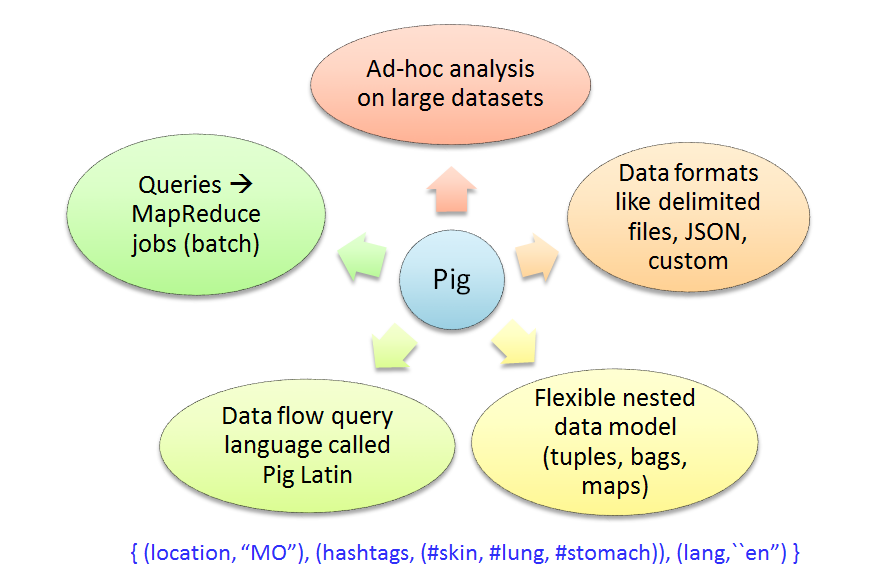 Ad-hoc analysis
on large datasets
Queries →
MapReduce
jobs (batch)
Data formats
like delimited
files, JSON,
custom
Pig
Data flow query
language called
Pig Latin
Flexible nested
data model
(tuples, bags,
maps)
{ (location, “MO”), (hashtags, (#skin, #lung, #stomach)), (lang,``en”) }